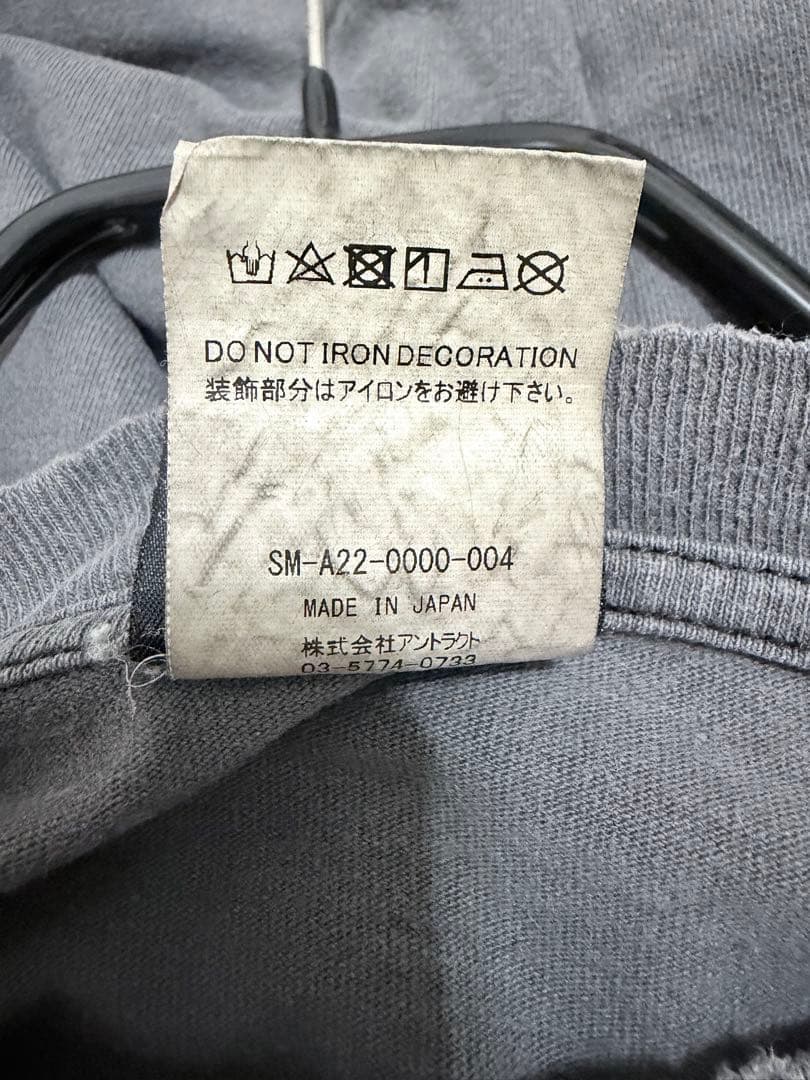 DO NOT IRON DECORATION
装飾部分はアイロンをお避け下さい。
SM-A22-0000-004
MADE IN JAPAN
株式会社アントラクト
03-5774-0733